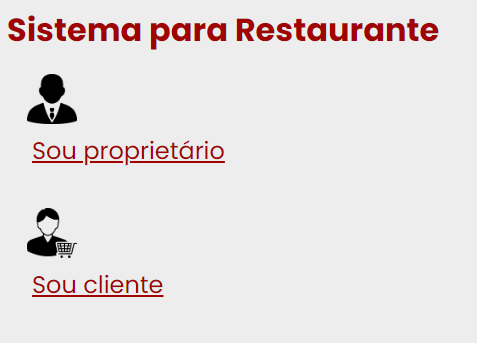 Sistema para Restaurante
Sou proprietário
Sou cliente